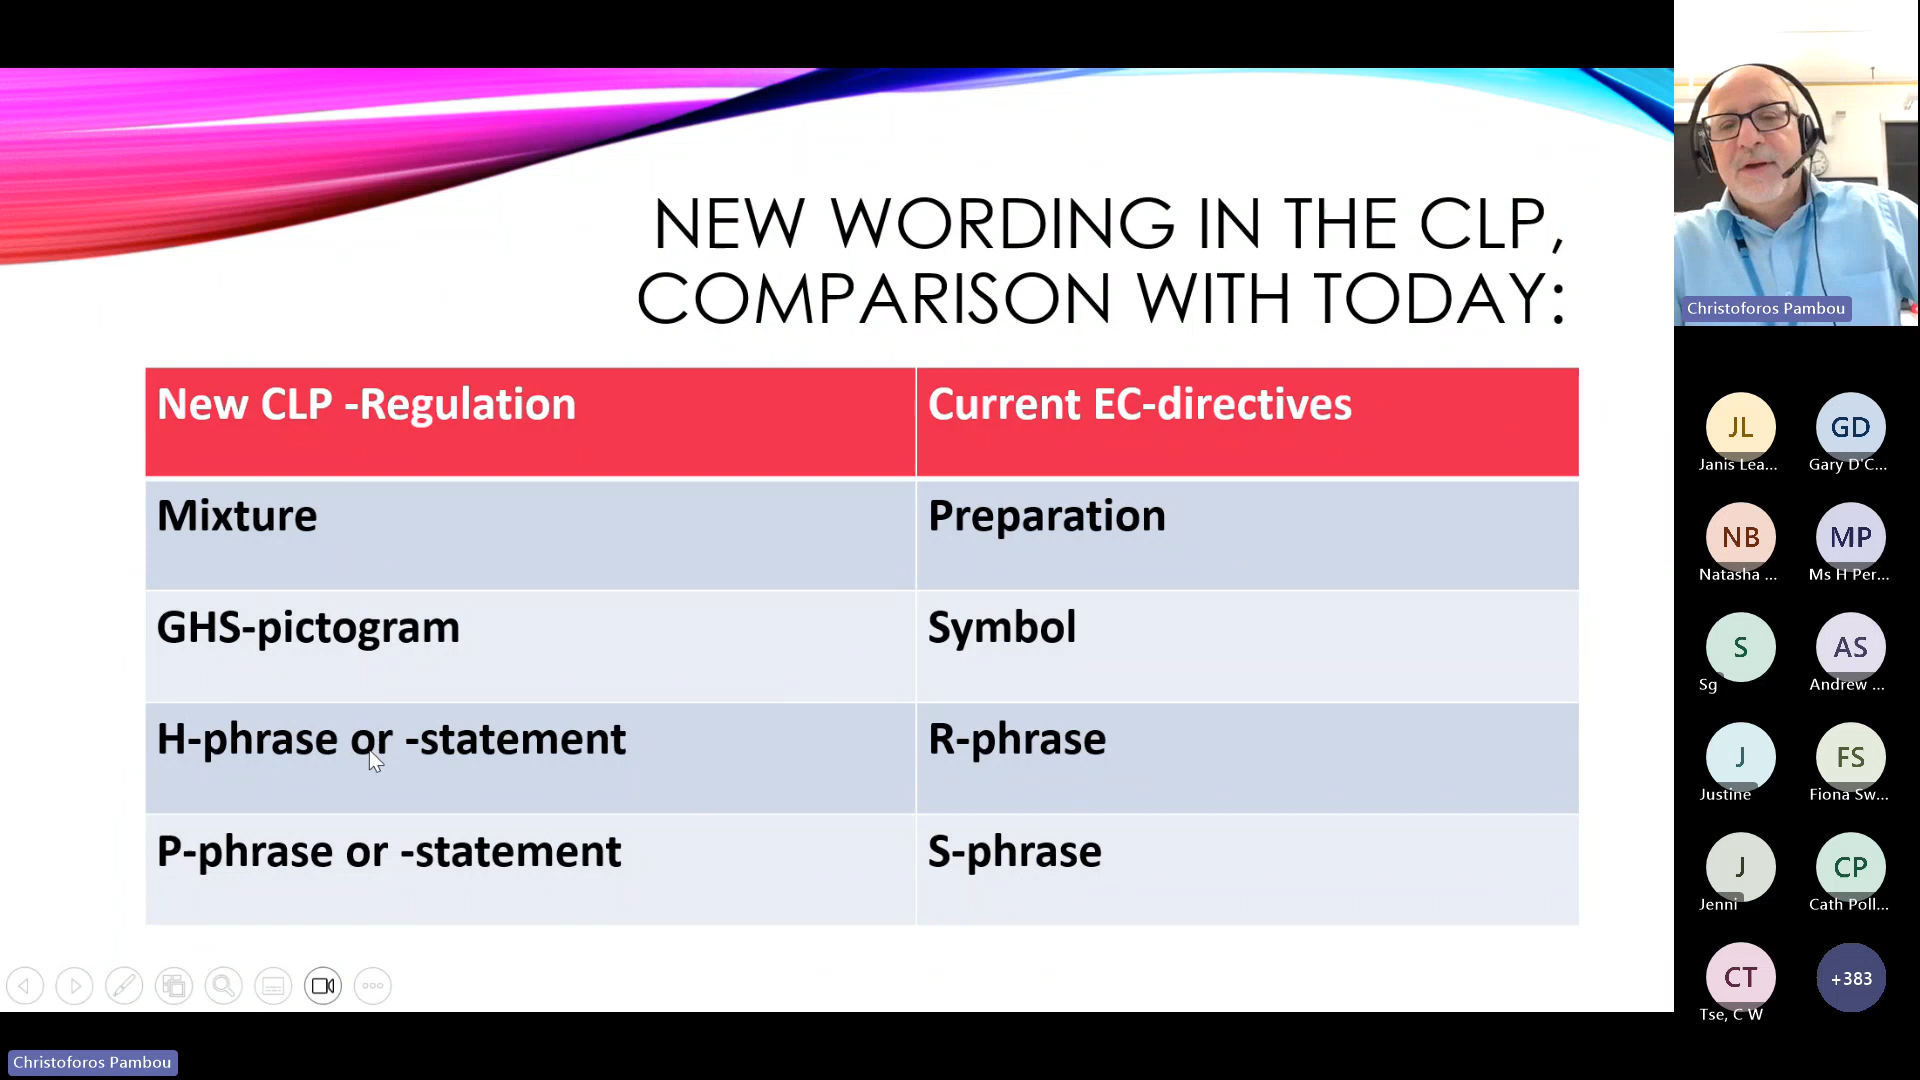 NEW WORDING IN THE CLP,
COMPARISON WITH TODAY:
New CLP -Regulation
Current EC-directives
Mixture
Preparation
GHS-pictogram
Symbol
H-phrase or -statement
R-phrase
P-phrase or -statement
S-phrase
Christoforos Pambou
JL
GD
Janis Lea...
Gary D'C...
NB
MP
Natasha ...
Ms H Per...
S
AS
Sg
Andrew ...
J
FS
Justine
Fiona Sw...
J
CP
Jenni
Cath Poll...
CT
+383
Tse, C W
Christoforos Pambou